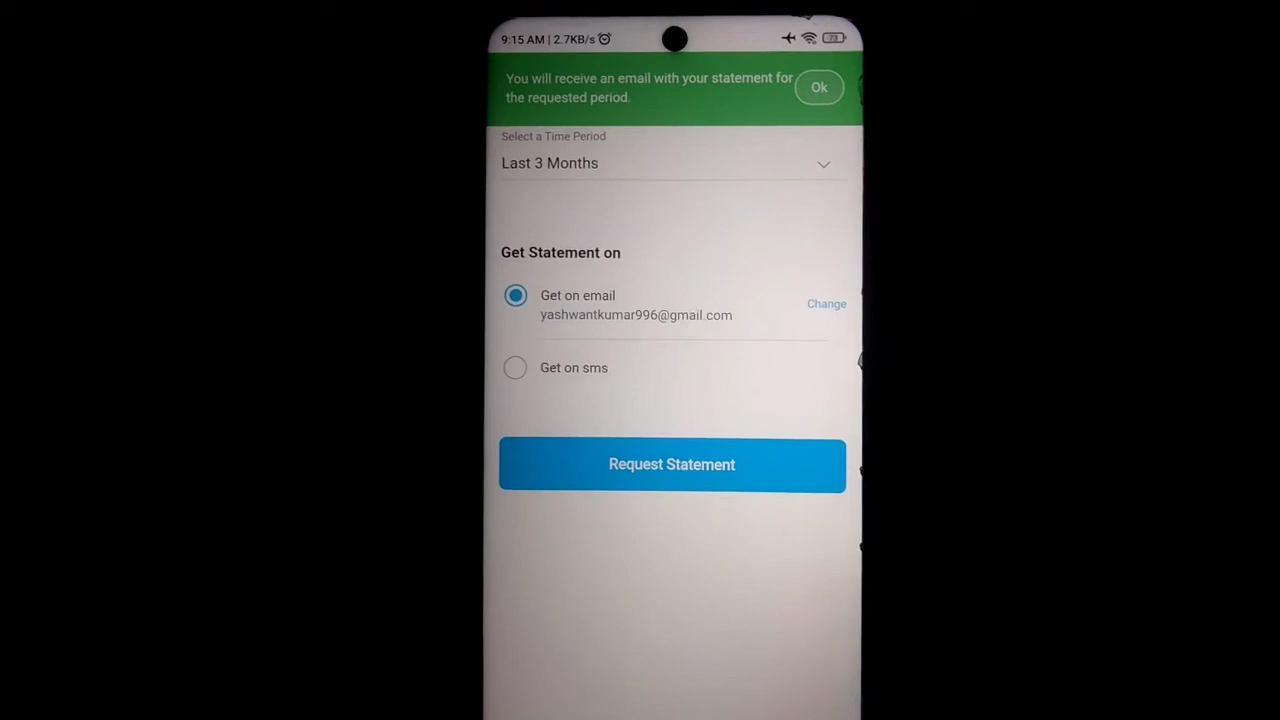 9:15 AM | 2.7KB/s
73
You will receive an email with your statement for
the requested period.
Ok
Select a Time Period
Last 3 Months
Get Statement on
Get on email
Change
yashwantkumar996@gmail.com
Get on sms
Request Statement